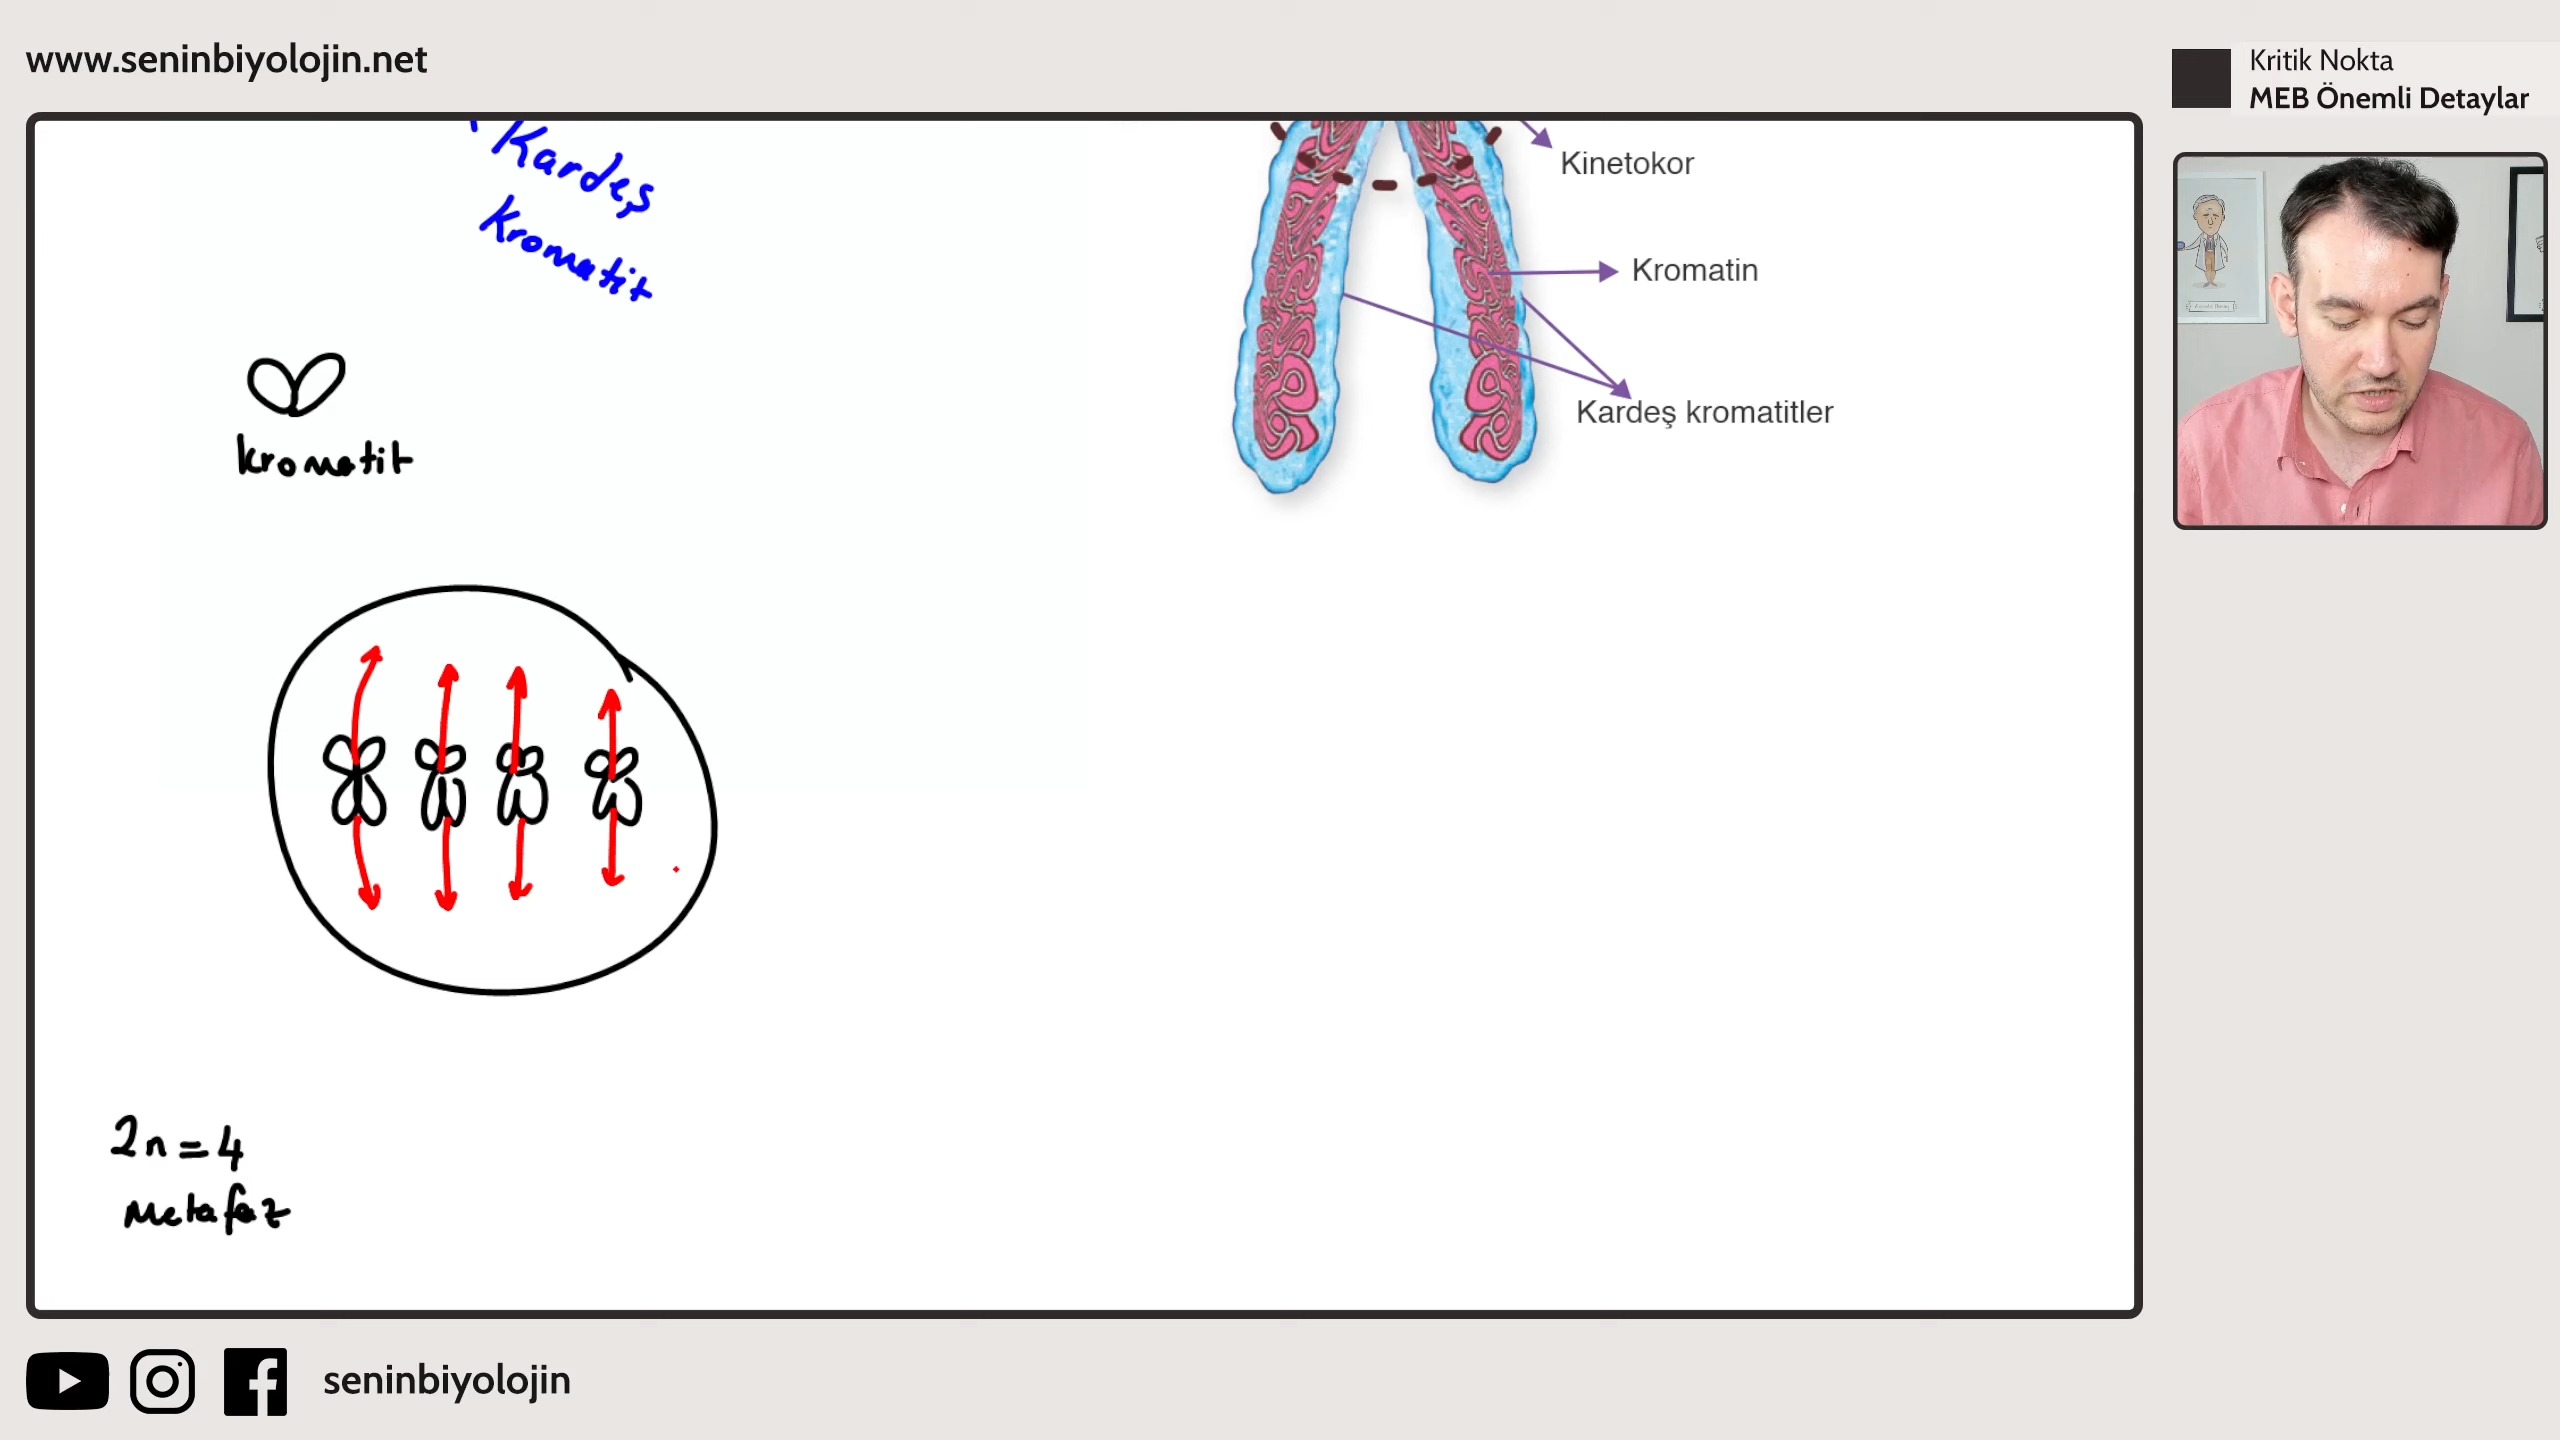 www.seninbiyolojin.net
Kritik Nokta
MEB Önemli Detaylar
Kardeş
Kromatit
Kinetokor
Kromatin
Kardeş kromatitler
kromatit
2n=4
Metafaz
seninbiyolojin